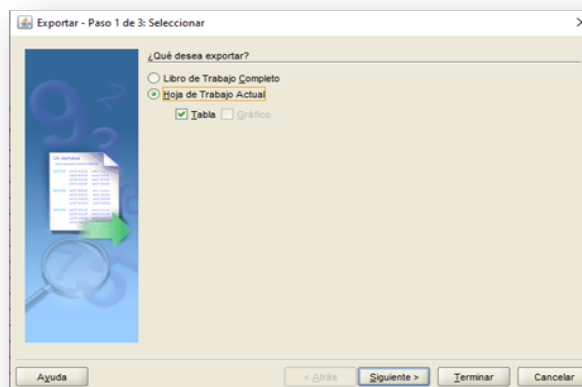 Exportar - Paso 1 de 3: Seleccionar
¿Qué desea exportar?
Libro de Trabajo Completo
Hoja de Trabajo Actual
Tabla Gráfico
Ayuda < Atrás Siguiente > Terminar Cancelar